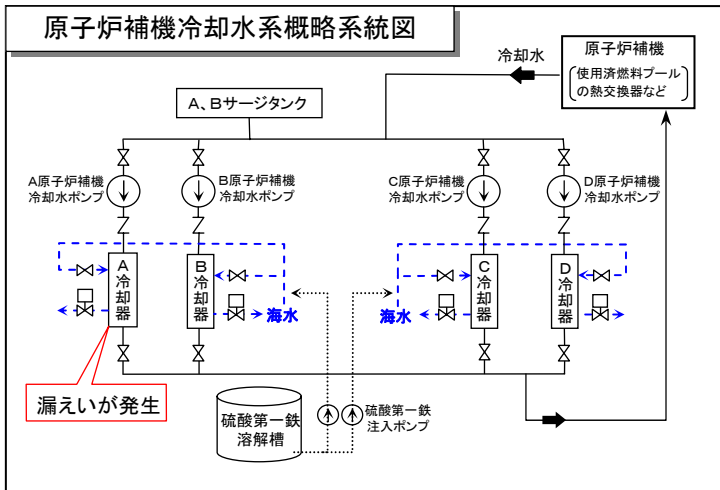 原子炉補機冷却水系概略系統図
冷却水
原子炉補機
使用済燃料プール
の熱交換器など
A、Bサージタンク
A原子炉補機
冷却水ポンプ
B原子炉補機
冷却水ポンプ
C原子炉補機
冷却水ポンプ
D原子炉補機
冷却水ポンプ
A冷却器
B冷却器
C冷却器
D冷却器
海水
海水
漏えいが発生
硫酸第一鉄
溶解槽
硫酸第一鉄
注入ポンプ